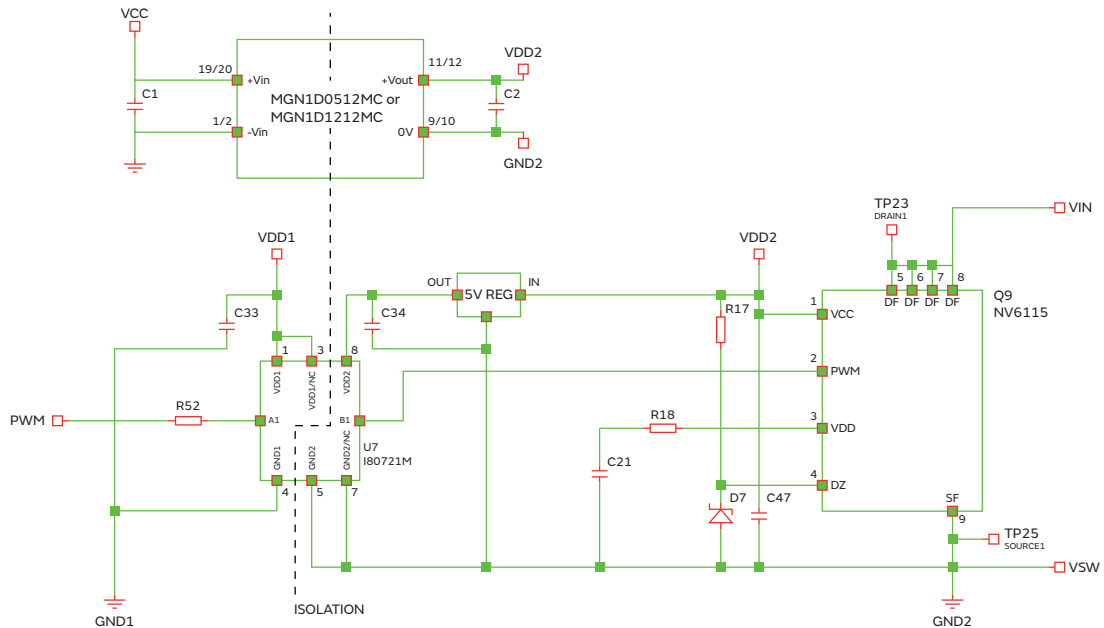 VCC
19/20
+Vin
11/12
+Vout
VDD2
C1
MGN1D0512MC or
MGN1D1212MC
C2
1/2
-Vin
9/10
0V
GND2
TP23
DRAIN1
VIN
VDD1
VDD2
5
6
7
8
DF
DF
DF
DF
Q9
NV6115
OUT
5V REG
IN
C33
C34
R17
1
VCC
1
3
8
VDD1
VDD1/NC
VDD2
2
PWM
PWM
R52
A1
B1
R18
3
VDD
GND1
GND2
GND2/NC
U7
I80721M
C21
4
DZ
4
5
7
D7
C47
SF
9
TP25
SOURCE1
VSW
ISOLATION
GND1
GND2